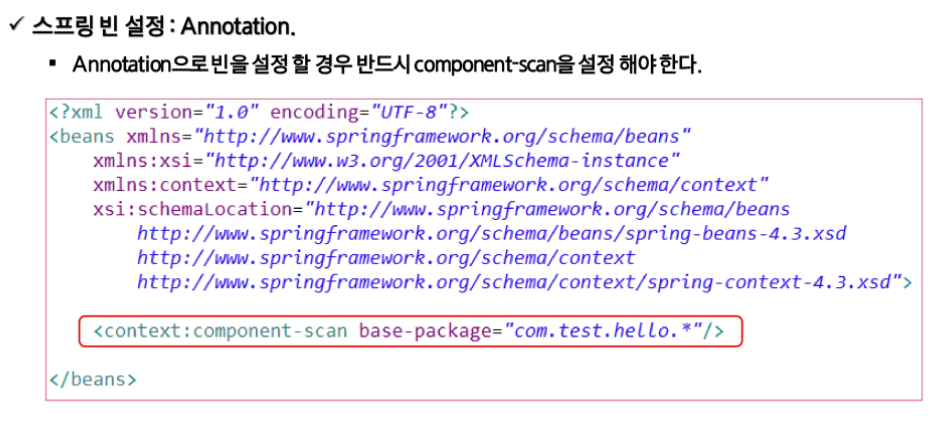 ✓ 스프링 빈 설정 : Annotation.
▪ Annotation으로 빈을 설정 할 경우 반드시 component-scan을 설정 해야 한다.
<?xml version="1.0" encoding="UTF-8"?>
<beans xmlns="http://www.springframework.org/schema/beans"
    xmlns:xsi="http://www.w3.org/2001/XMLSchema-instance"
    xmlns:context="http://www.springframework.org/schema/context"
    xsi:schemaLocation="http://www.springframework.org/schema/beans
        http://www.springframework.org/schema/beans/spring-beans-4.3.xsd
        http://www.springframework.org/schema/context
        http://www.springframework.org/schema/context/spring-context-4.3.xsd">
    <context:component-scan base-package="com.test.hello.*"/>
</beans>